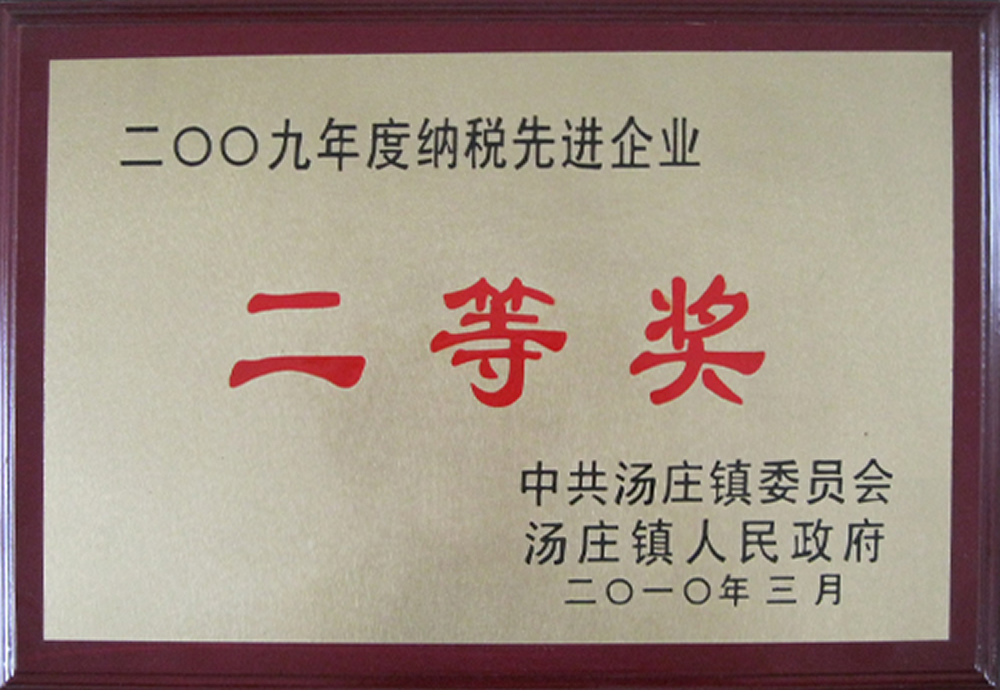 二〇〇九年度纳税先进企业
二等奖
中共汤庄镇委员会
汤庄镇人民政府
二〇一〇年三月